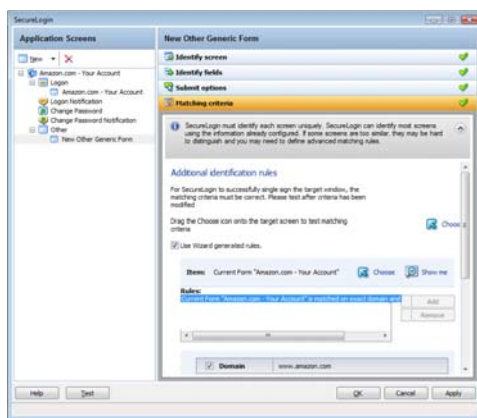 SecureLogin
Application Screens
New
Amazon.com - Your Account
Logon
Amazon.com - Your Account
Logon Notification
Change Password
Change Password Notification
Other
New Other Generic Form
New Other Generic Form
Identify screen
Identify fields
Submit options
Matching criteria
SecureLogin must identify each screen uniquely. SecureLogin can identify most screens
using the information already configured. If some screens are too similar, they may be hard
to distinguish and you may need to define advanced matching rules.
Additional identification rules
For SecureLogin to successfully single sign the target window, the
matching criteria must be correct. Please test after criteria has been
modified
Drag the Choose icon onto the target screen to test matching
criteria
Choose
Use Wizard generated rules.
Item: Current Form "Amazon.com - Your Account"
Choose
Show me
Rules:
Current Form "Amazon.com - Your Account" is matched on exact domain and
Add
Remove
Domain
www.amazon.com
Help
Test
OK
Cancel
Apply